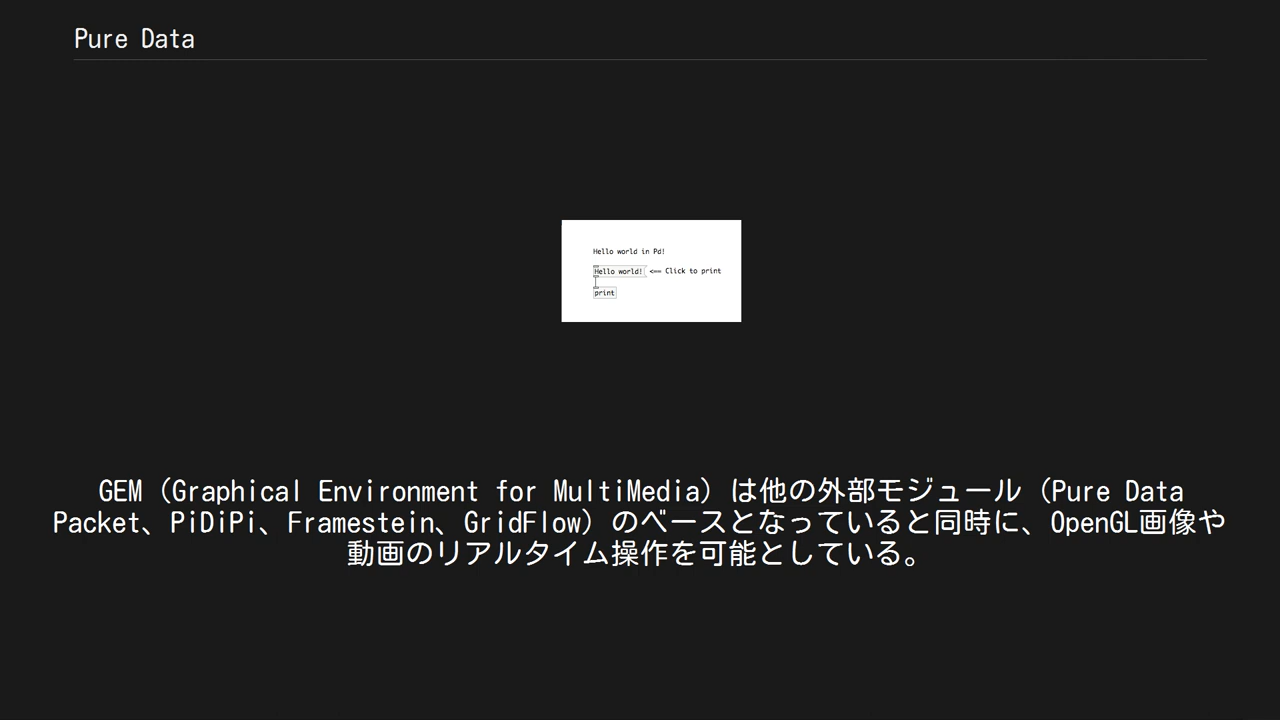 Pure Data
Hello world in Pd!
Hello world! <== Click to print
print
GEM（Graphical Environment for MultiMedia）は他の外部モジュール（Pure Data
Packet、PiDiPi、Framestein、GridFlow）のベースとなっていると同時に、OpenGL画像や
動画のリアルタイム操作を可能としている。